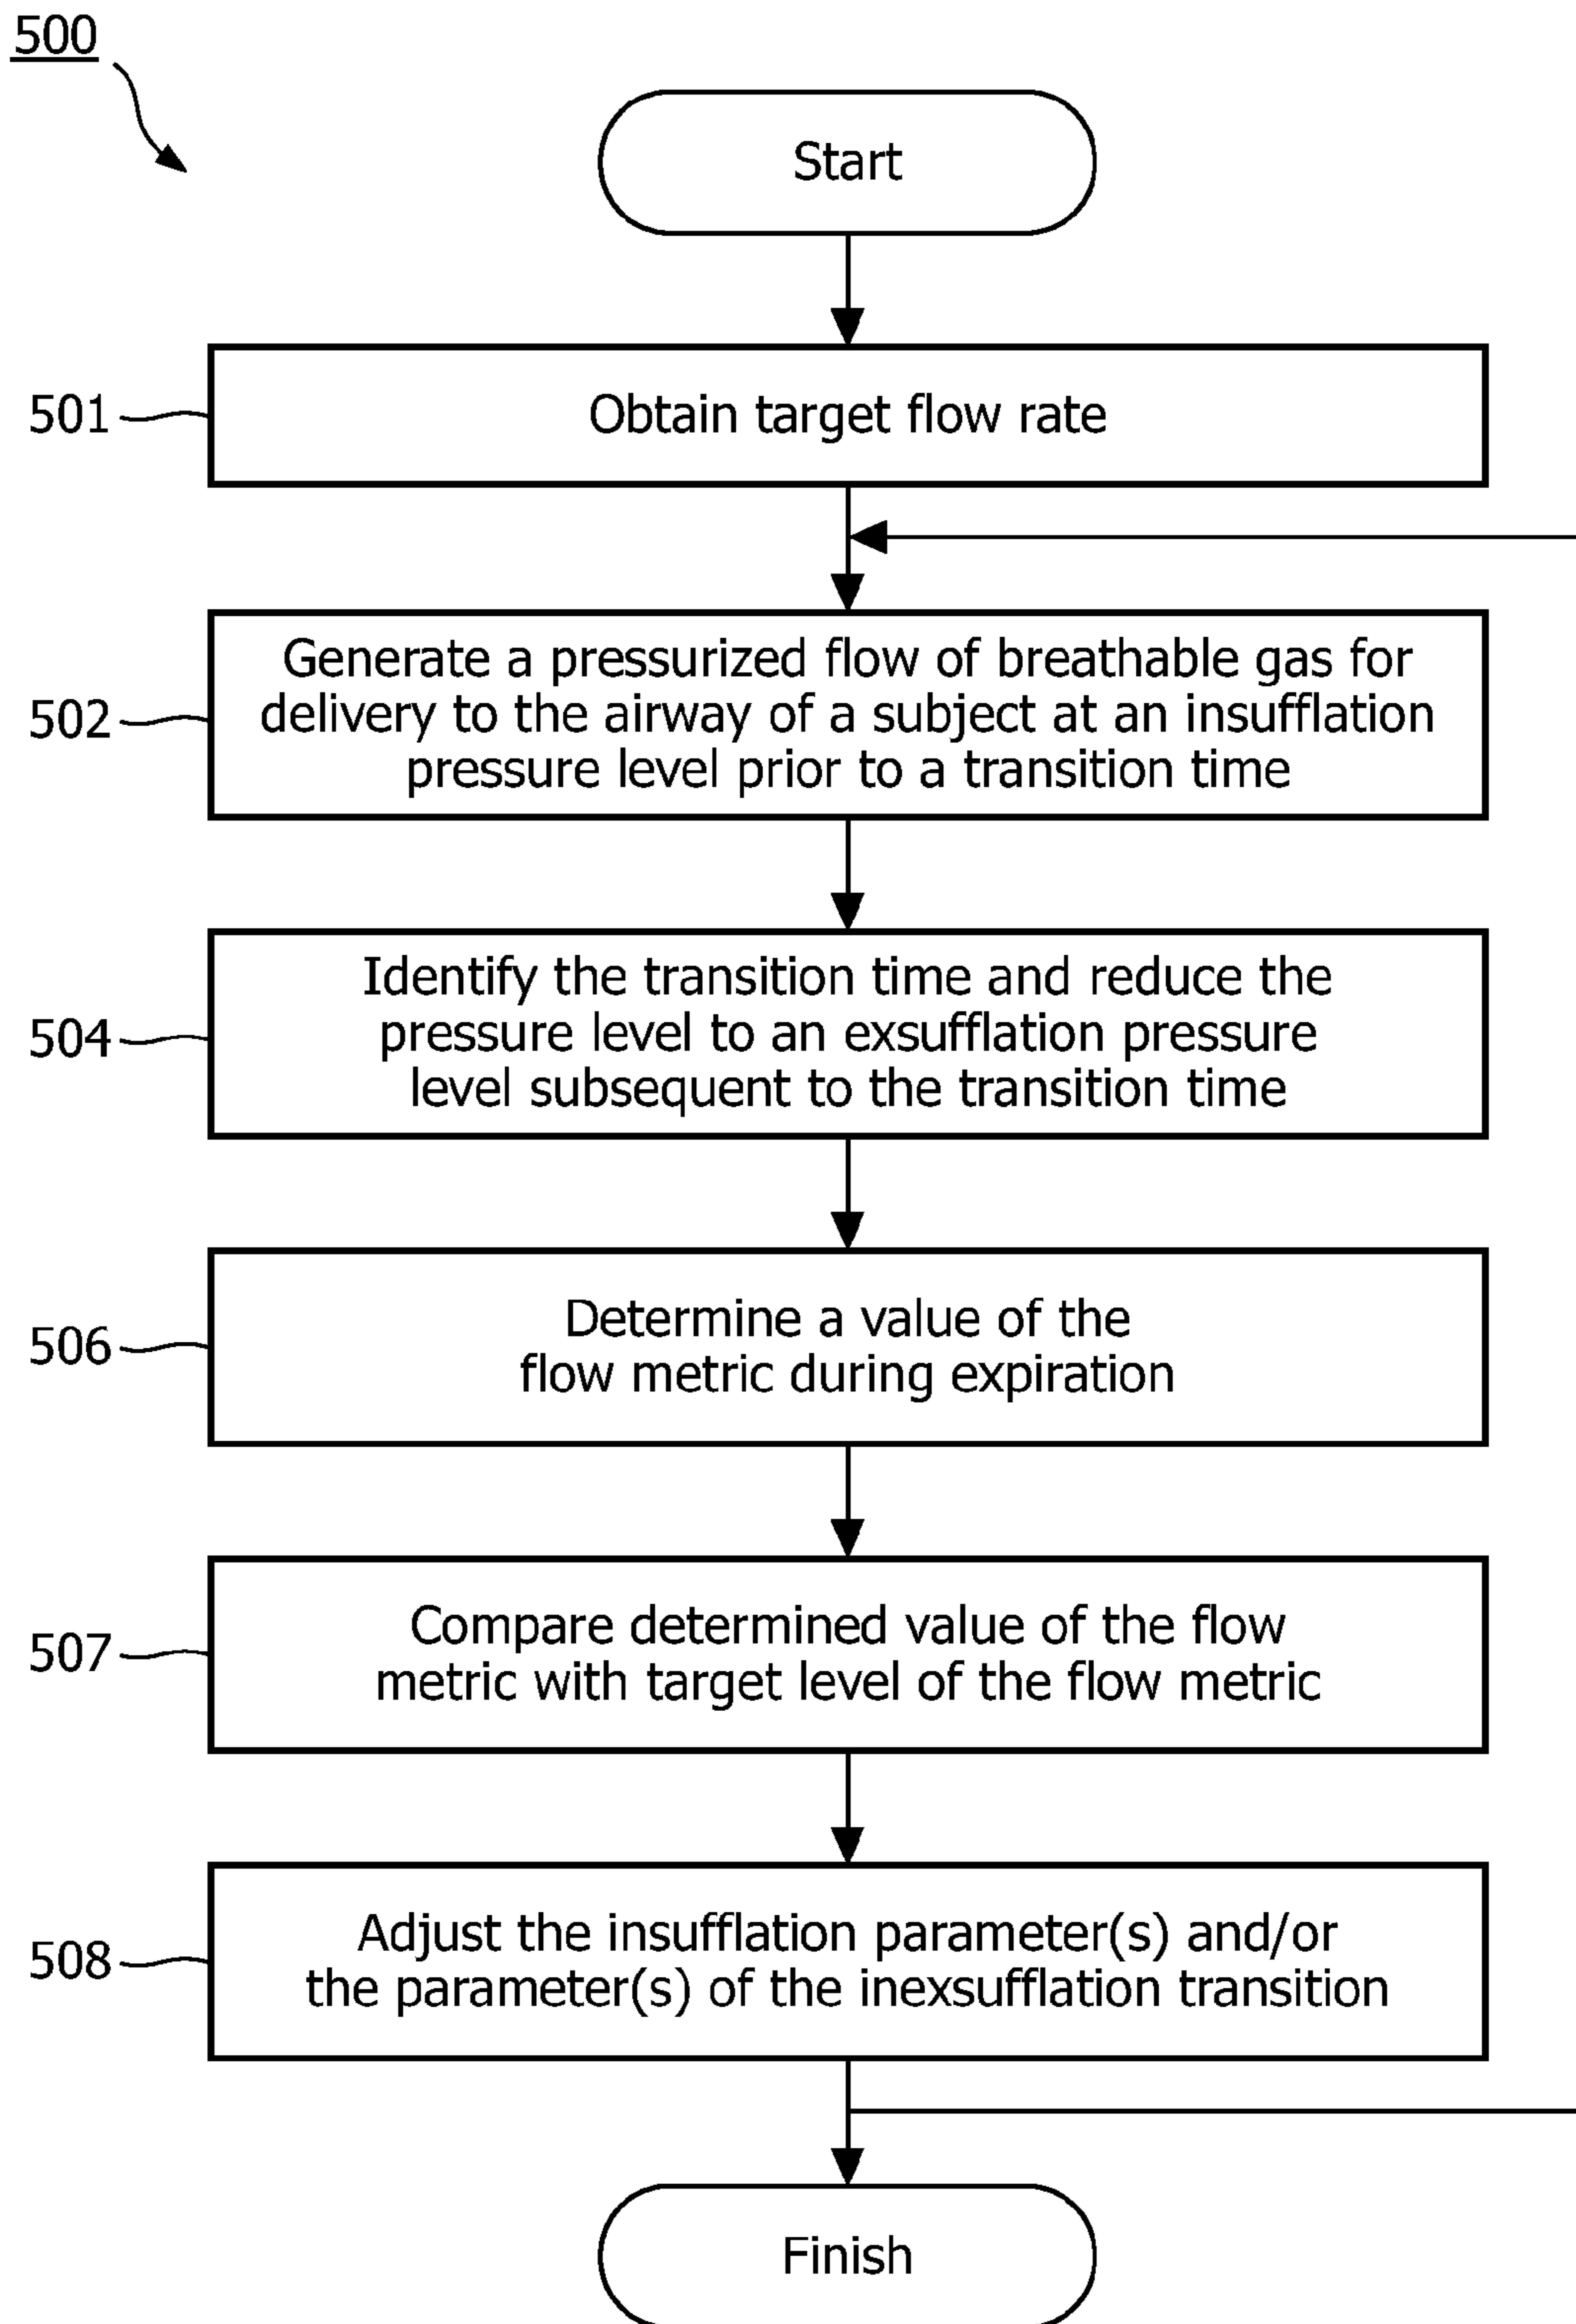 500
Start
501
Obtain target flow rate
502
Generate a pressurized flow of breathable gas for
delivery to the airway of a subject at an insufflation
pressure level prior to a transition time
504
Identify the transition time and reduce the
pressure level to an exsufflation pressure
level subsequent to the transition time
506
Determine a value of the
flow metric during expiration
507
Compare determined value of the flow
metric with target level of the flow metric
508
Adjust the insufflation parameter(s) and/or
the parameter(s) of the inexsufflation transition
Finish